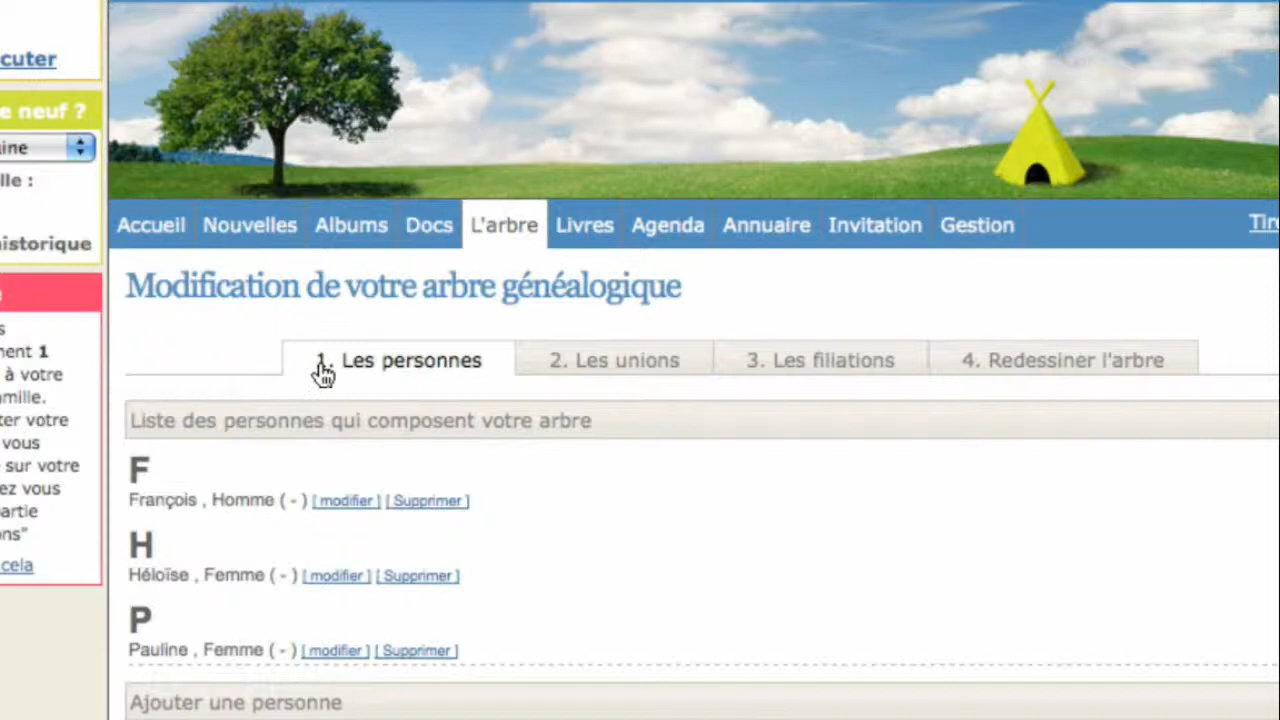 cuter
e neuf ?
ine
lle :
historique
s
nent 1
à votre
amille.
ter votre
vous
sur votre
ez vous
artie
ons"
cela
Accueil Nouvelles Albums Docs L'arbre Livres Agenda Annuaire Invitation Gestion Tin
Modification de votre arbre généalogique
1. Les personnes 2. Les unions 3. Les filiations 4. Redessiner l'arbre
Liste des personnes qui composent votre arbre
F
François , Homme ( - ) [ modifier ] [ Supprimer ]
H
Héloïse , Femme ( - ) [ modifier ] [ Supprimer ]
P
Pauline , Femme ( - ) [ modifier ] [ Supprimer ]
Ajouter une personne